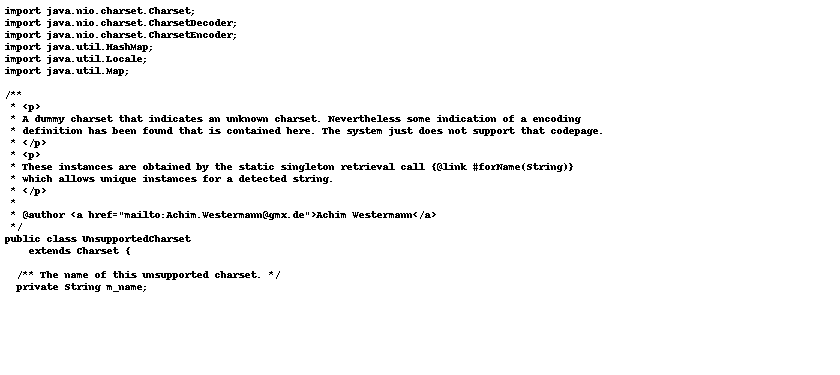 import java.nio.charset.Charset;
import java.nio.charset.CharsetDecoder;
import java.nio.charset.CharsetEncoder;
import java.util.HashMap;
import java.util.Locale;
import java.util.Map;

/**
 * <p>
 * A dummy charset that indicates an unknown charset. Nevertheless some indication of a encoding
 * definition has been found that is contained here. The system just does not support that codepage.
 * </p>
 * <p>
 * These instances are obtained by the static singleton retrieval call {@link #forName(String)}
 * which allows unique instances for a detected string.
 * </p>
 *
 * @author <a href="mailto:Achim.Westermann@gmx.de">Achim Westermann</a>
 */
public class UnsupportedCharset
    extends Charset {

  /** The name of this unsupported charset. */
  private String m_name;